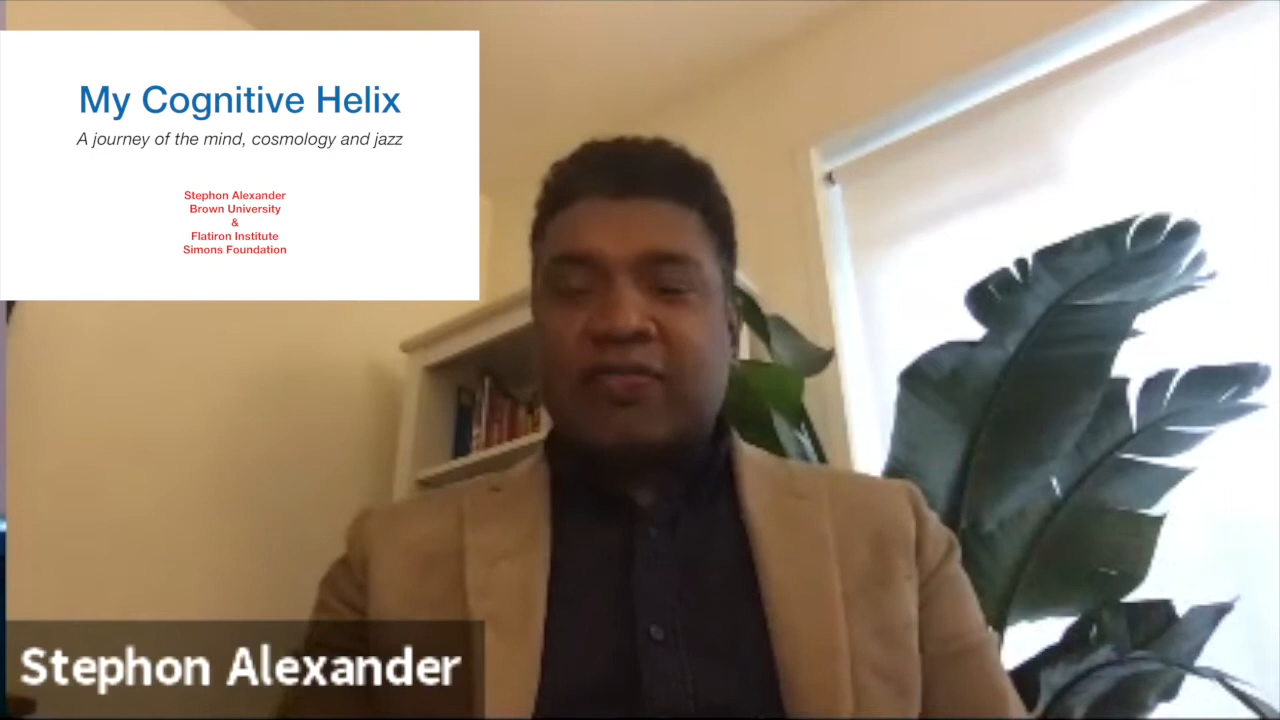 My Cognitive Helix
A journey of the mind, cosmology and jazz
Stephon Alexander
Brown University
&
Flatiron Institute
Simons Foundation
Stephon Alexander